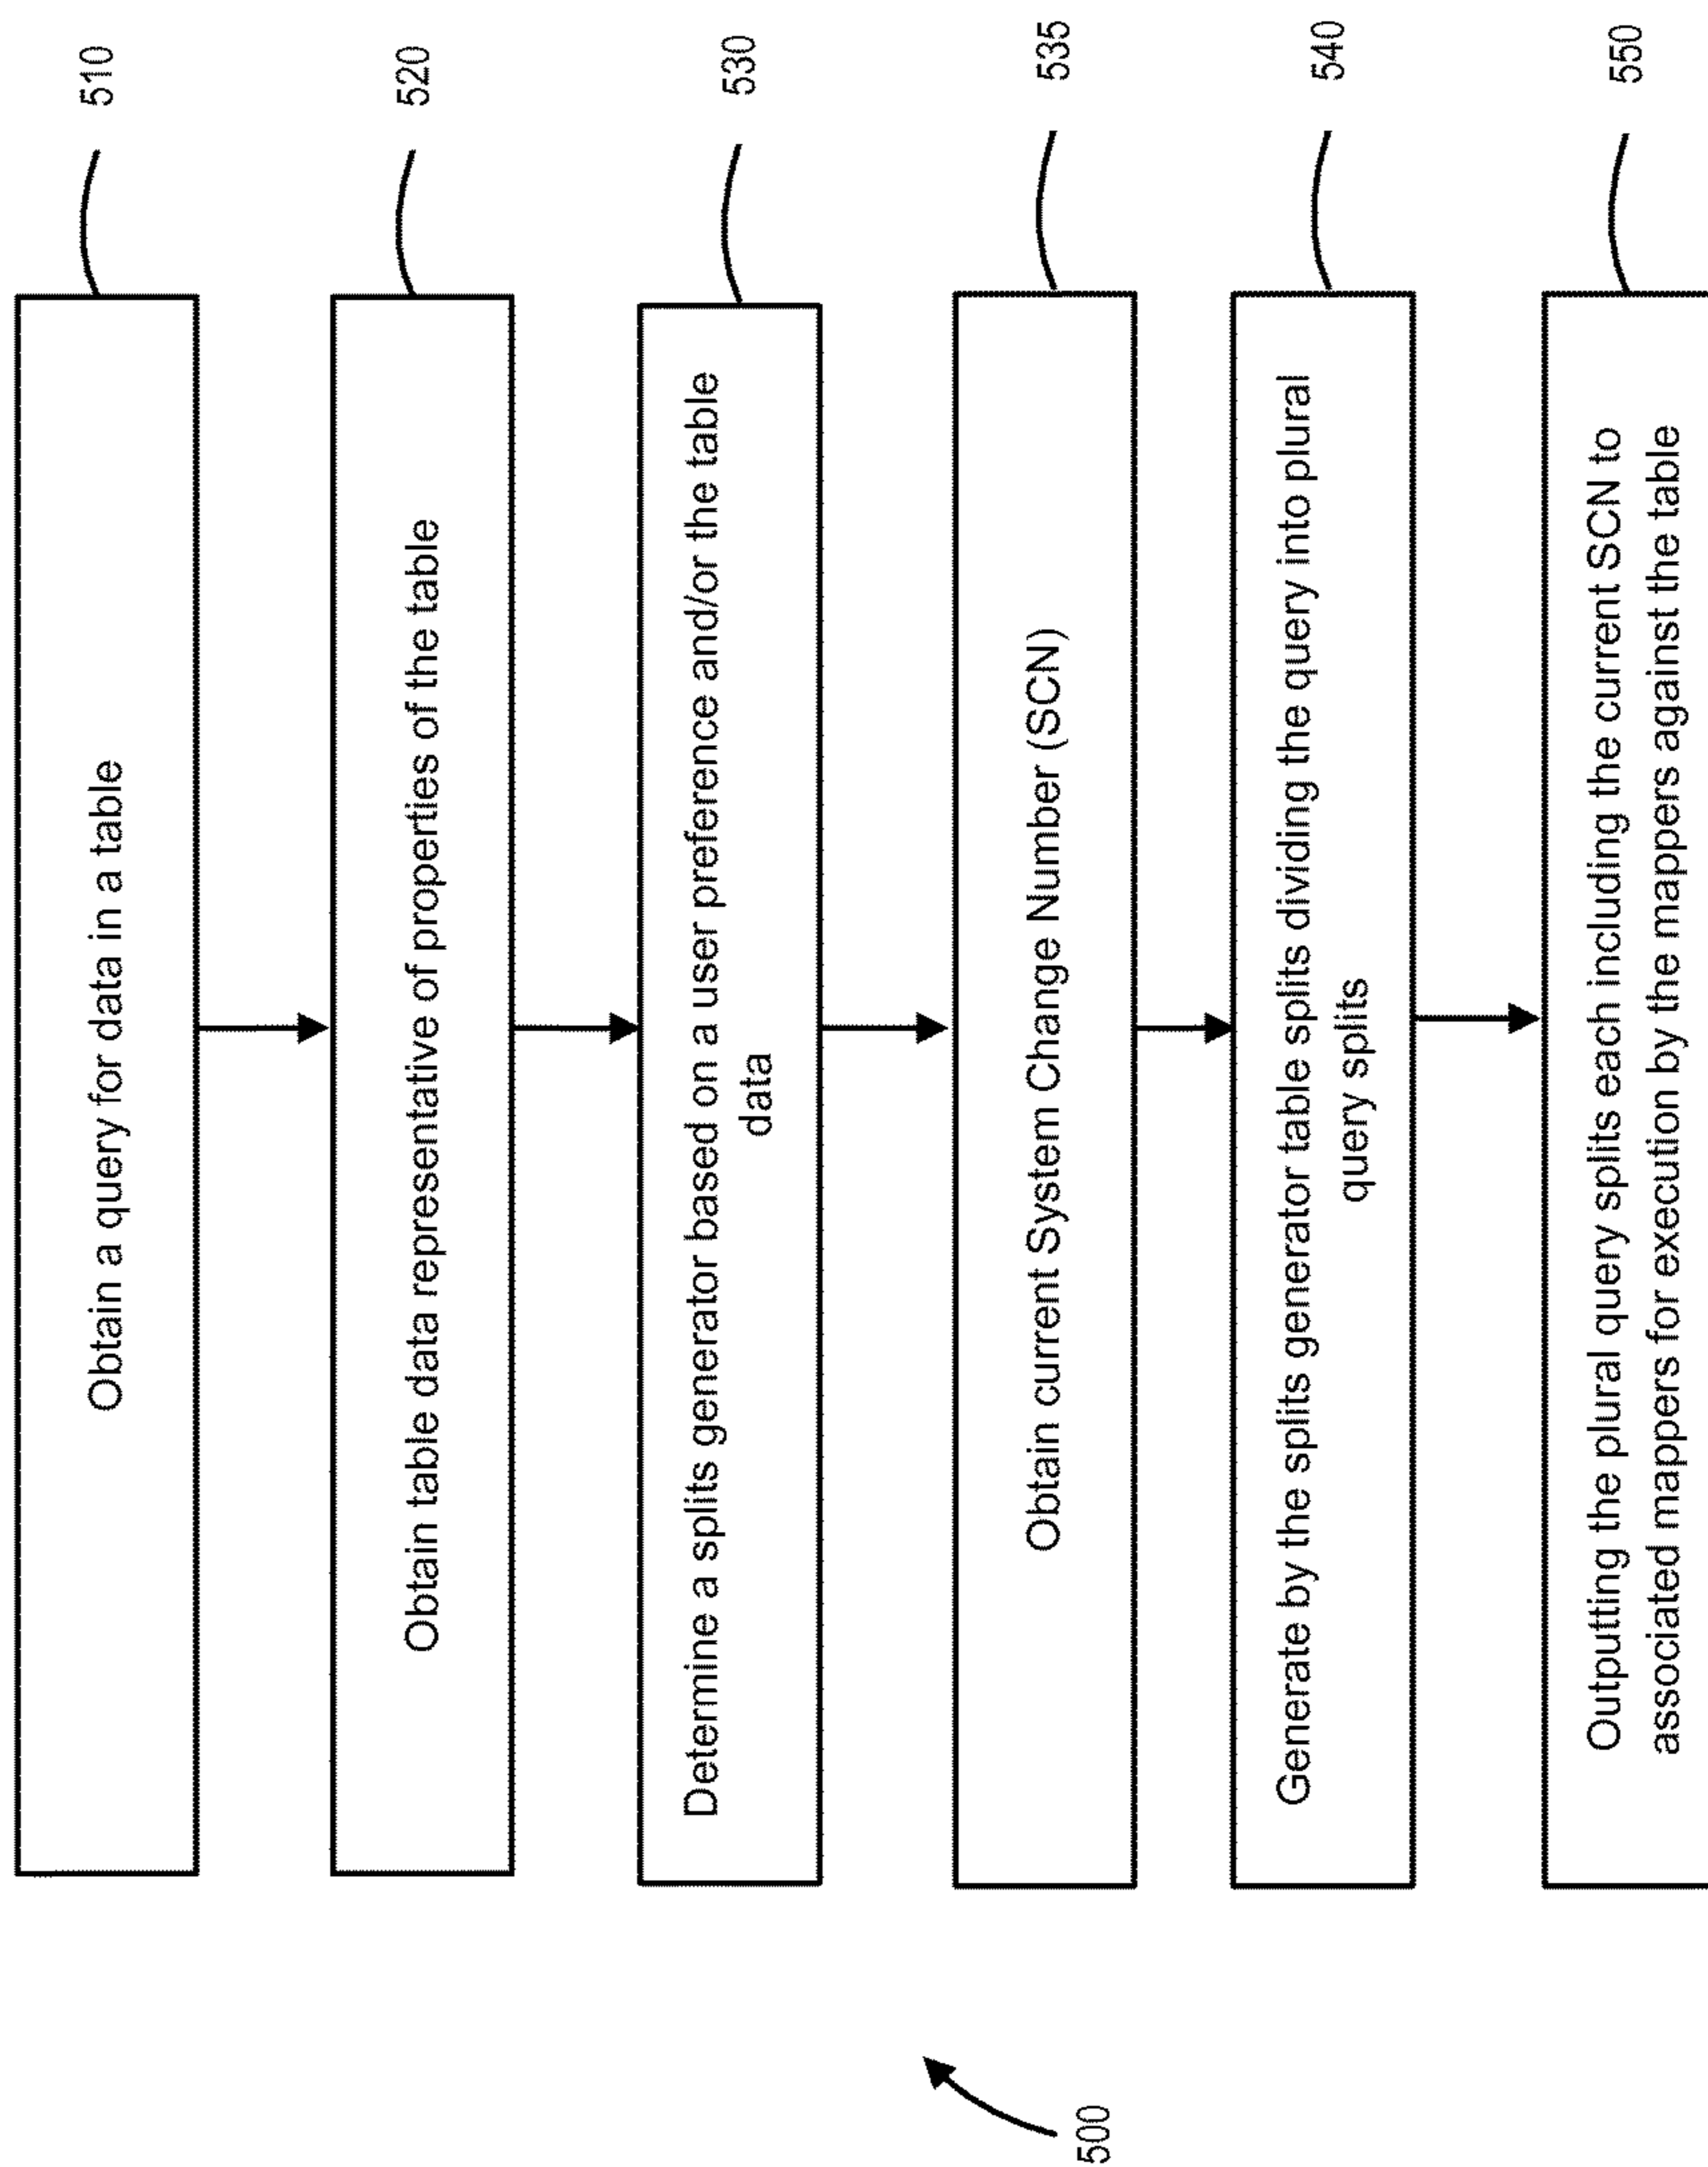 Obtain a query for data in a table
510
Obtain table data representative of properties of the table
520
Determine a splits generator based on a user preference and/or the table
data
530
Obtain current System Change Number (SCN)
535
Generate by the splits generator table splits dividing the query into plural
query splits
540
Outputting the plural query splits each including the current SCN to
associated mappers for execution by the mappers against the table
550
500